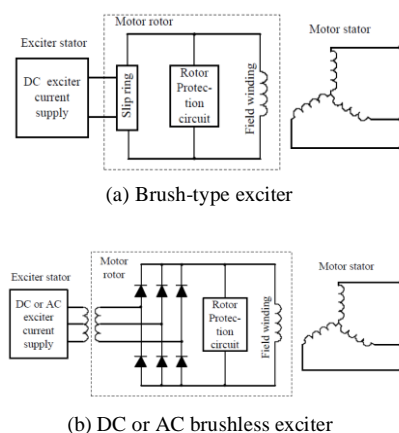 Motor rotor
Exciter stator
Motor stator
DC exciter
current
supply
Slip ring
Rotor
Protec-
tion
circuit
Field winding
(a) Brush-type exciter
Motor
rotor
Exciter stator
Motor stator
DC or AC
exciter
current
supply
Rotor
Protec-
tion
circuit
Field winding
(b) DC or AC brushless exciter